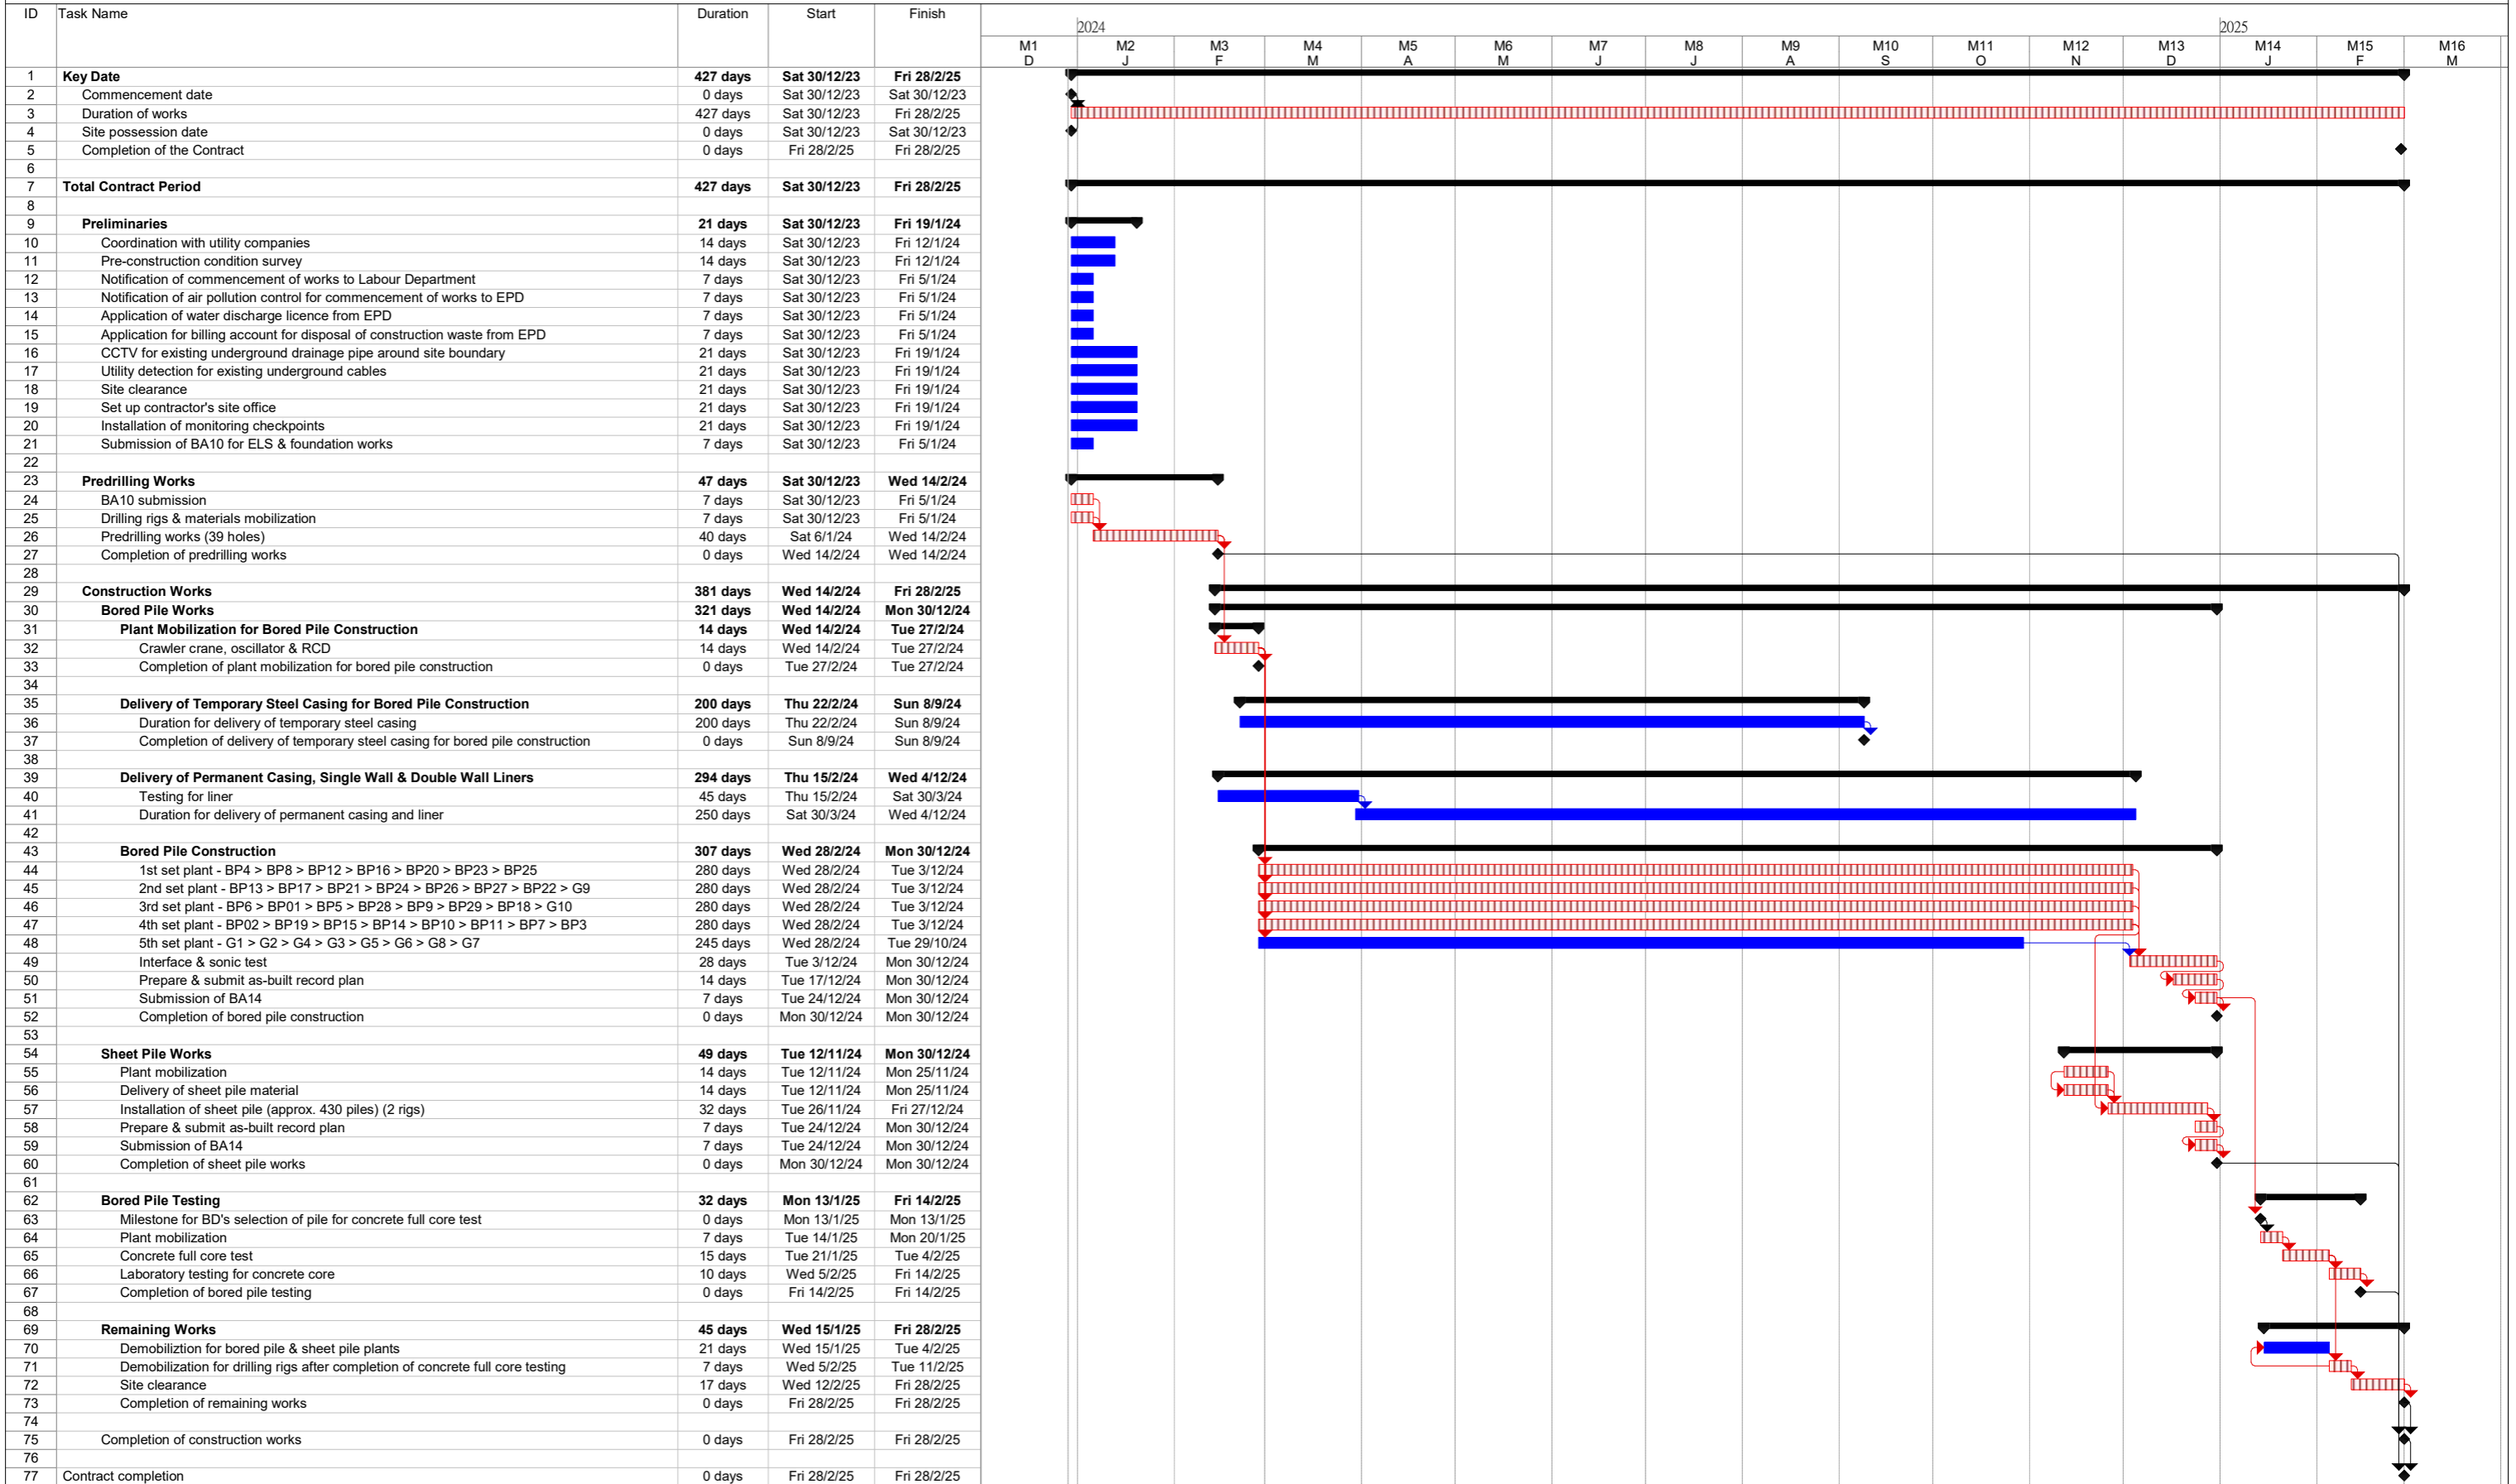 ID Task Name Duration Start Finish
2024 2025
M1 M2 M3 M4 M5 M6 M7 M8 M9 M10 M11 M12 M13 M14 M15 M16
D J F M A M J J A S O N D J F M
1 Key Date 427 days Sat 30/12/23 Fri 28/2/25
2 Commencement date 0 days Sat 30/12/23 Sat 30/12/23
3 Duration of works 427 days Sat 30/12/23 Fri 28/2/25
4 Site possession date 0 days Sat 30/12/23 Sat 30/12/23
5 Completion of the Contract 0 days Fri 28/2/25 Fri 28/2/25
6
7 Total Contract Period 427 days Sat 30/12/23 Fri 28/2/25
8
9 Preliminaries 21 days Sat 30/12/23 Fri 19/1/24
10 Coordination with utility companies 14 days Sat 30/12/23 Fri 12/1/24
11 Pre-construction condition survey 14 days Sat 30/12/23 Fri 12/1/24
12 Notification of commencement of works to Labour Department 7 days Sat 30/12/23 Fri 5/1/24
13 Notification of air pollution control for commencement of works to EPD 7 days Sat 30/12/23 Fri 5/1/24
14 Application of water discharge licence from EPD 7 days Sat 30/12/23 Fri 5/1/24
15 Application for billing account for disposal of construction waste from EPD 7 days Sat 30/12/23 Fri 5/1/24
16 CCTV for existing underground drainage pipe around site boundary 21 days Sat 30/12/23 Fri 19/1/24
17 Utility detection for existing underground cables 21 days Sat 30/12/23 Fri 19/1/24
18 Site clearance 21 days Sat 30/12/23 Fri 19/1/24
19 Set up contractor's site office 21 days Sat 30/12/23 Fri 19/1/24
20 Installation of monitoring checkpoints 21 days Sat 30/12/23 Fri 19/1/24
21 Submission of BA10 for ELS & foundation works 7 days Sat 30/12/23 Fri 5/1/24
22
23 Predrilling Works 47 days Sat 30/12/23 Wed 14/2/24
24 BA10 submission 7 days Sat 30/12/23 Fri 5/1/24
25 Drilling rigs & materials mobilization 7 days Sat 30/12/23 Fri 5/1/24
26 Predrilling works (39 holes) 40 days Sat 6/1/24 Wed 14/2/24
27 Completion of predrilling works 0 days Wed 14/2/24 Wed 14/2/24
28
29 Construction Works 381 days Wed 14/2/24 Fri 28/2/25
30 Bored Pile Works 321 days Wed 14/2/24 Mon 30/12/24
31 Plant Mobilization for Bored Pile Construction 14 days Wed 14/2/24 Tue 27/2/24
32 Crawler crane, oscillator & RCD 14 days Wed 14/2/24 Tue 27/2/24
33 Completion of plant mobilization for bored pile construction 0 days Tue 27/2/24 Tue 27/2/24
34
35 Delivery of Temporary Steel Casing for Bored Pile Construction 200 days Thu 22/2/24 Sun 8/9/24
36 Duration for delivery of temporary steel casing 200 days Thu 22/2/24 Sun 8/9/24
37 Completion of delivery of temporary steel casing for bored pile construction 0 days Sun 8/9/24 Sun 8/9/24
38
39 Delivery of Permanent Casing, Single Wall & Double Wall Liners 294 days Thu 15/2/24 Wed 4/12/24
40 Testing for liner 45 days Thu 15/2/24 Sat 30/3/24
41 Duration for delivery of permanent casing and liner 250 days Sat 30/3/24 Wed 4/12/24
42
43 Bored Pile Construction 307 days Wed 28/2/24 Mon 30/12/24
44 1st set plant - BP4 > BP8 > BP12 > BP16 > BP20 > BP23 > BP25 280 days Wed 28/2/24 Tue 3/12/24
45 2nd set plant - BP13 > BP17 > BP21 > BP24 > BP26 > BP27 > BP22 > G9 280 days Wed 28/2/24 Tue 3/12/24
46 3rd set plant - BP6 > BP01 > BP5 > BP28 > BP9 > BP29 > BP18 > G10 280 days Wed 28/2/24 Tue 3/12/24
47 4th set plant - BP02 > BP19 > BP15 > BP14 > BP10 > BP11 > BP7 > BP3 280 days Wed 28/2/24 Tue 3/12/24
48 5th set plant - G1 > G2 > G4 > G3 > G5 > G6 > G8 > G7 245 days Wed 28/2/24 Tue 29/10/24
49 Interface & sonic test 28 days Tue 3/12/24 Mon 30/12/24
50 Prepare & submit as-built record plan 14 days Tue 17/12/24 Mon 30/12/24
51 Submission of BA14 7 days Tue 24/12/24 Mon 30/12/24
52 Completion of bored pile construction 0 days Mon 30/12/24 Mon 30/12/24
53
54 Sheet Pile Works 49 days Tue 12/11/24 Mon 30/12/24
55 Plant mobilization 14 days Tue 12/11/24 Mon 25/11/24
56 Delivery of sheet pile material 14 days Tue 12/11/24 Mon 25/11/24
57 Installation of sheet pile (approx. 430 piles) (2 rigs) 32 days Tue 26/11/24 Fri 27/12/24
58 Prepare & submit as-built record plan 7 days Tue 24/12/24 Mon 30/12/24
59 Submission of BA14 7 days Tue 24/12/24 Mon 30/12/24
60 Completion of sheet pile works 0 days Mon 30/12/24 Mon 30/12/24
61
62 Bored Pile Testing 32 days Mon 13/1/25 Fri 14/2/25
63 Milestone for BD's selection of pile for concrete full core test 0 days Mon 13/1/25 Mon 13/1/25
64 Plant mobilization 7 days Tue 14/1/25 Mon 20/1/25
65 Concrete full core test 15 days Tue 21/1/25 Tue 4/2/25
66 Laboratory testing for concrete core 10 days Wed 5/2/25 Fri 14/2/25
67 Completion of bored pile testing 0 days Fri 14/2/25 Fri 14/2/25
68
69 Remaining Works 45 days Wed 15/1/25 Fri 28/2/25
70 Demobiliztion for bored pile & sheet pile plants 21 days Wed 15/1/25 Tue 4/2/25
71 Demobilization for drilling rigs after completion of concrete full core testing 7 days Wed 5/2/25 Tue 11/2/25
72 Site clearance 17 days Wed 12/2/25 Fri 28/2/25
73 Completion of remaining works 0 days Fri 28/2/25 Fri 28/2/25
74
75 Completion of construction works 0 days Fri 28/2/25 Fri 28/2/25
76
77 Contract completion 0 days Fri 28/2/25 Fri 28/2/25